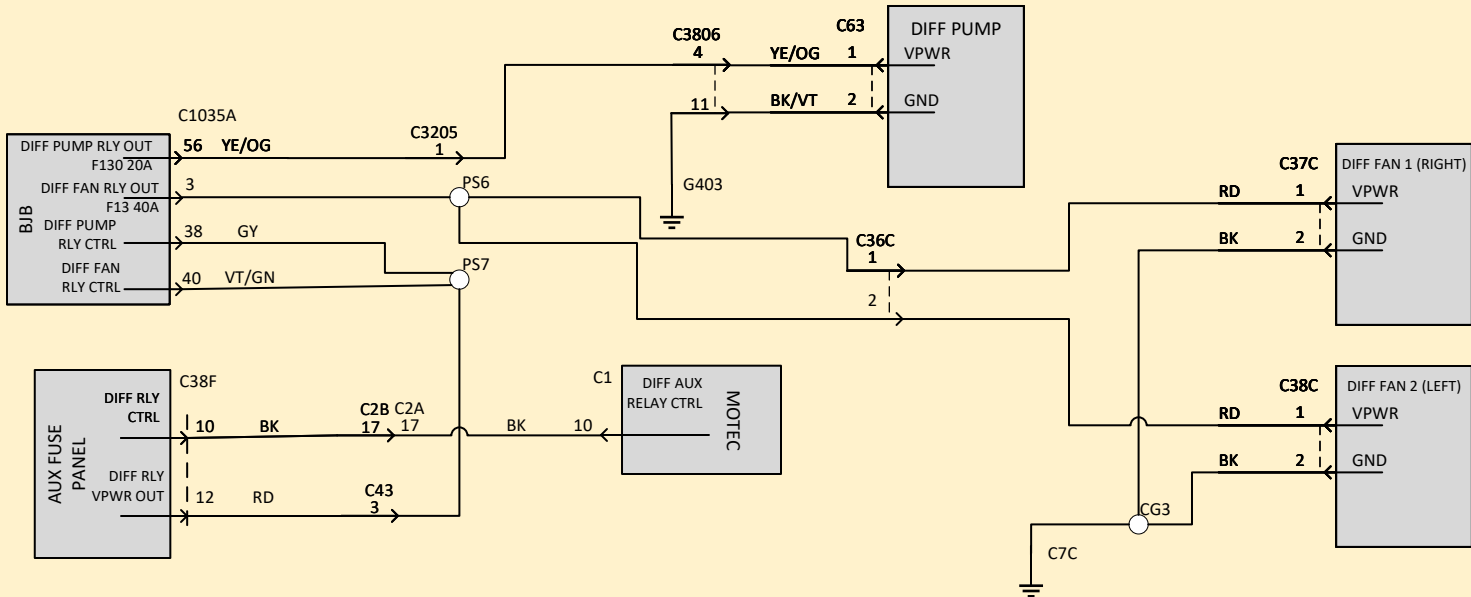 DIFF PUMP
C63
C3806
4
YE/OG
1
VPWR
11
BK/VT
2
GND
G403
C1035A
DIFF PUMP RLY OUT
F130 20A
56
YE/OG
C3205
1
DIFF FAN RLY OUT
F13 40A
3
PS6
BJB
DIFF PUMP
RLY CTRL
38
GY
DIFF FAN
RLY CTRL
40
VT/GN
PS7
C36C
1
2
C37C
DIFF FAN 1 (RIGHT)
RD
1
VPWR
BK
2
GND
C38F
AUX FUSE
PANEL
DIFF RLY
CTRL
10
BK
C2B
17
C2A
17
BK
10
C1
DIFF AUX
RELAY CTRL
MOTEC
DIFF RLY
VPWR OUT
12
RD
C43
3
C38C
DIFF FAN 2 (LEFT)
RD
1
VPWR
BK
2
GND
CG3
C7C